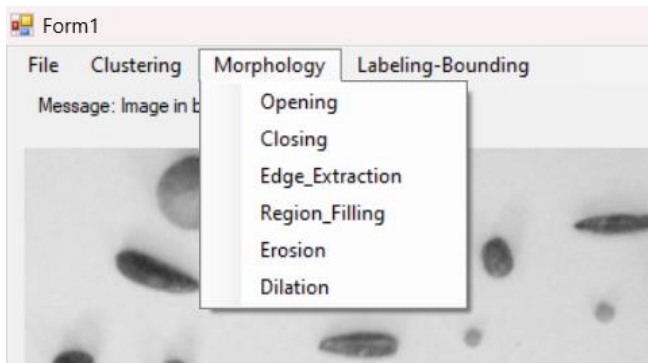 Form1
File Clustering Morphology Labeling-Bounding
Message: Image in
Opening
Closing
Edge_Extraction
Region_Filling
Erosion
Dilation